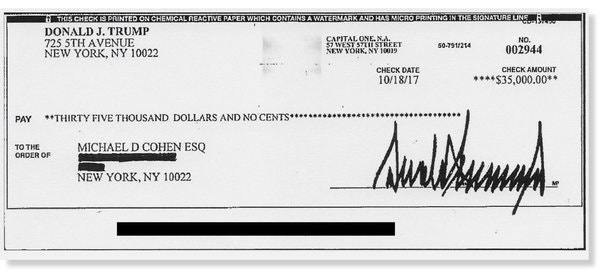 THIS CHECK IS PRINTED ON CHEMICAL REACTIVE PAPER WHICH CONTAINS A WATERMARK AND HAS MICRO PRINTING IN THE SIGNATURE LINE
DONALD J. TRUMP
725 5TH AVENUE
NEW YORK, NY 10022
CAPITAL ONE, N.A.
57 WEST 57TH STREET
NEW YORK, NY 10019
50-791/214
NO.
002944
CHECK DATE
10/18/17
CHECK AMOUNT
****$35,000.00**
PAY **THIRTY FIVE THOUSAND DOLLARS AND NO CENTS**************************************
TO THE
ORDER OF
MICHAEL D COHEN ESQ
NEW YORK, NY 10022
MP